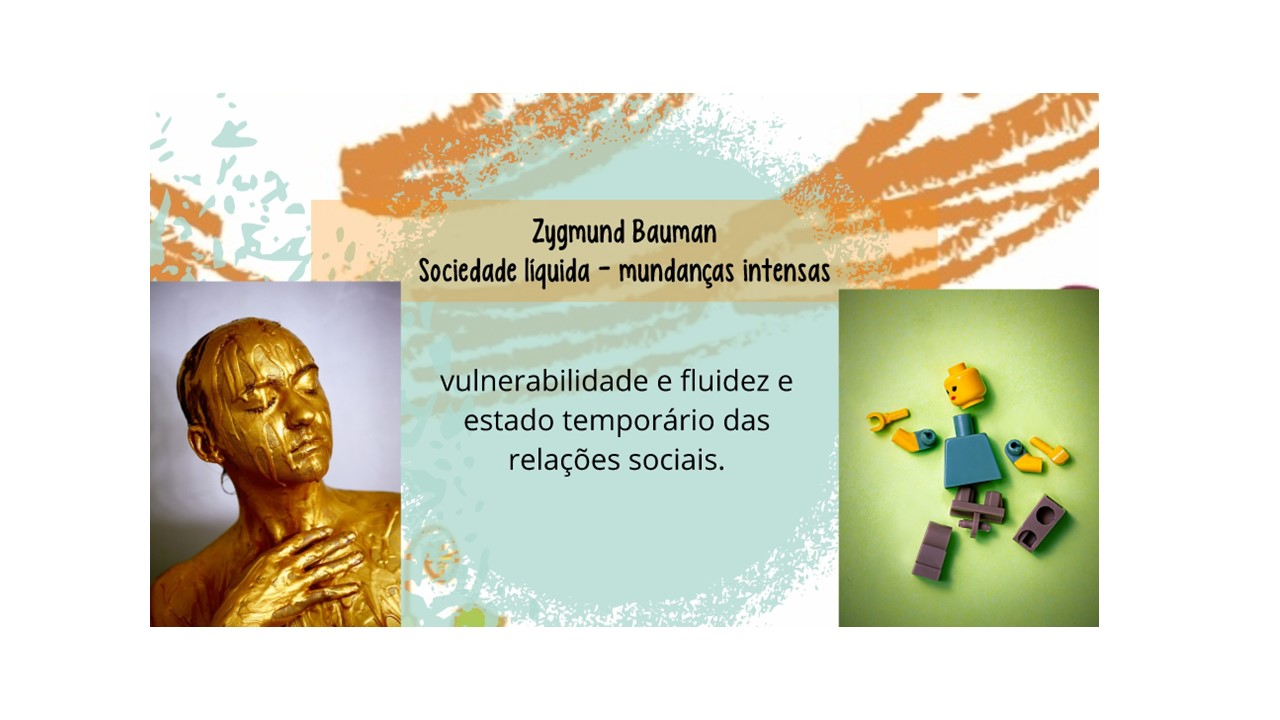 Zygmund Bauman
Sociedade líquida - mundanças intensas
vulnerabilidade e fluidez e
estado temporário das
relações sociais.